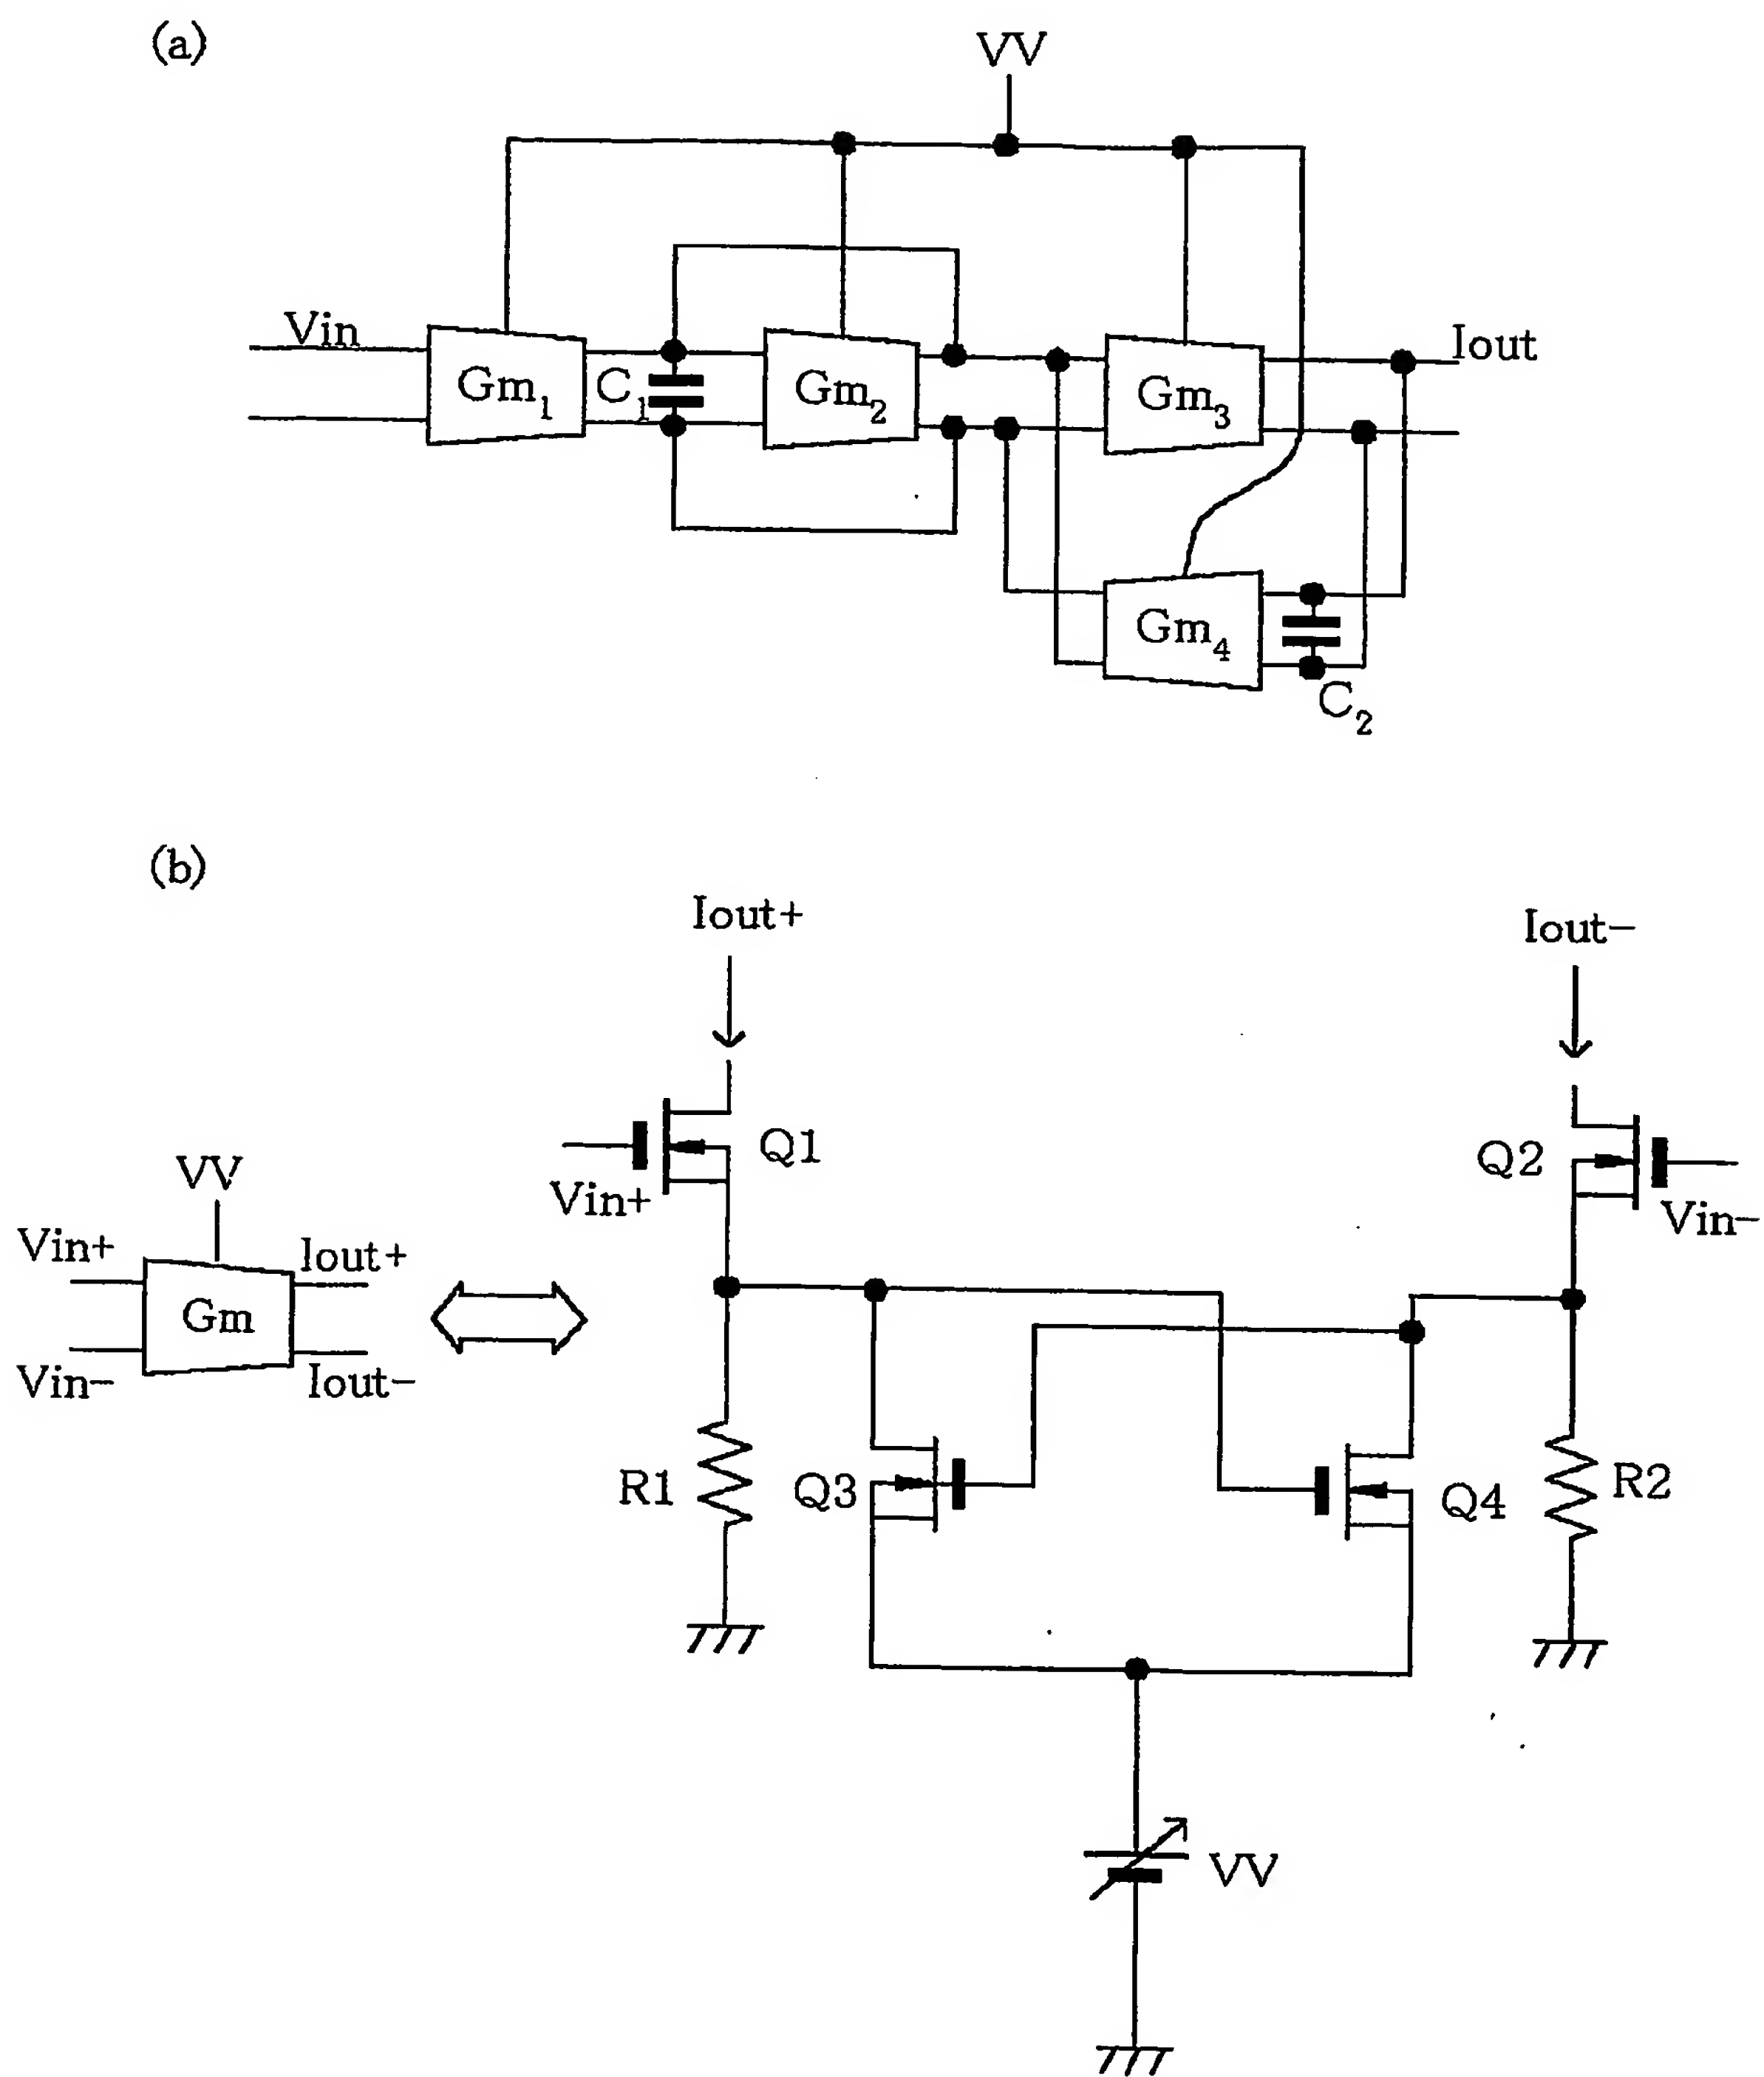 (a)
VV
Vin
Gm1
C1
Gm2
Gm3
Iout
Gm4
C2
(b)
Iout+
Iout-
Q1
Q2
Vin+
Vin-
VV
Vin+
Iout+
Gm
Vin-
Iout-
R1
Q3
Q4
R2
VV